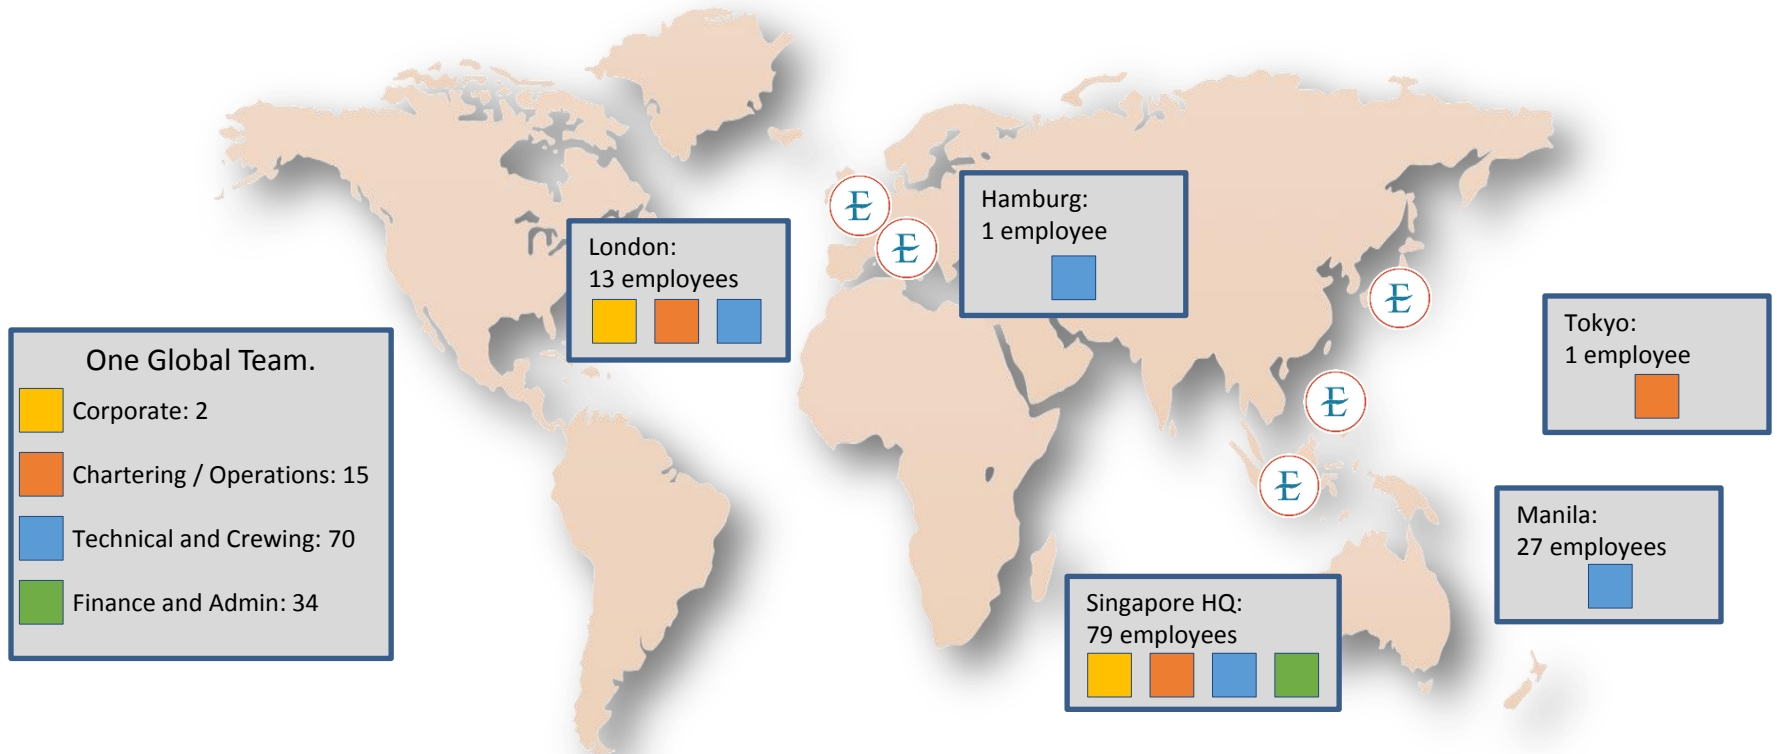 London:
13 employees
Hamburg:
1 employee
One Global Team.
Corporate: 2
Chartering / Operations: 15
Technical and Crewing: 70
Finance and Admin: 34
Tokyo:
1 employee
Manila:
27 employees
Singapore HQ:
79 employees
E
E
E
E
E